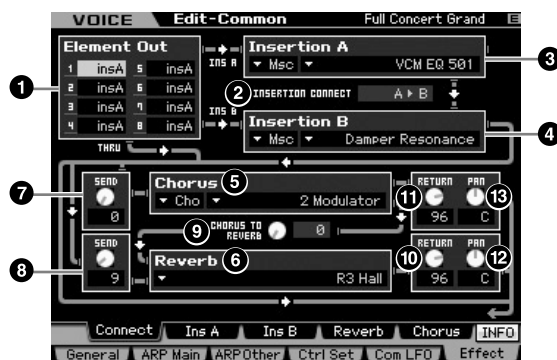 VOICE Edit-Common Full Concert Grand E
Element Out
1 insA 5 insA
2 insA 6 insA
3 insA 7 insA
4 insA 8 insA
THRU
INS A
Insertion A
Msc VCM EQ 501
INSERTION CONNECT A▸B
INS B
Insertion B
Msc Damper Resonance
SEND
0
Chorus
Cho 2 Modulator
RETURN PAN
96 C
CHORUS TO REVERB 0
SEND
9
Reverb
R3 Hall
RETURN PAN
96 C
Connect Ins A Ins B Reverb Chorus INFO
General ARP Main ARP Other Ctrl Set Com LFO Effect
1
2
3
4
5
6
7
8
9
10
11
12
13